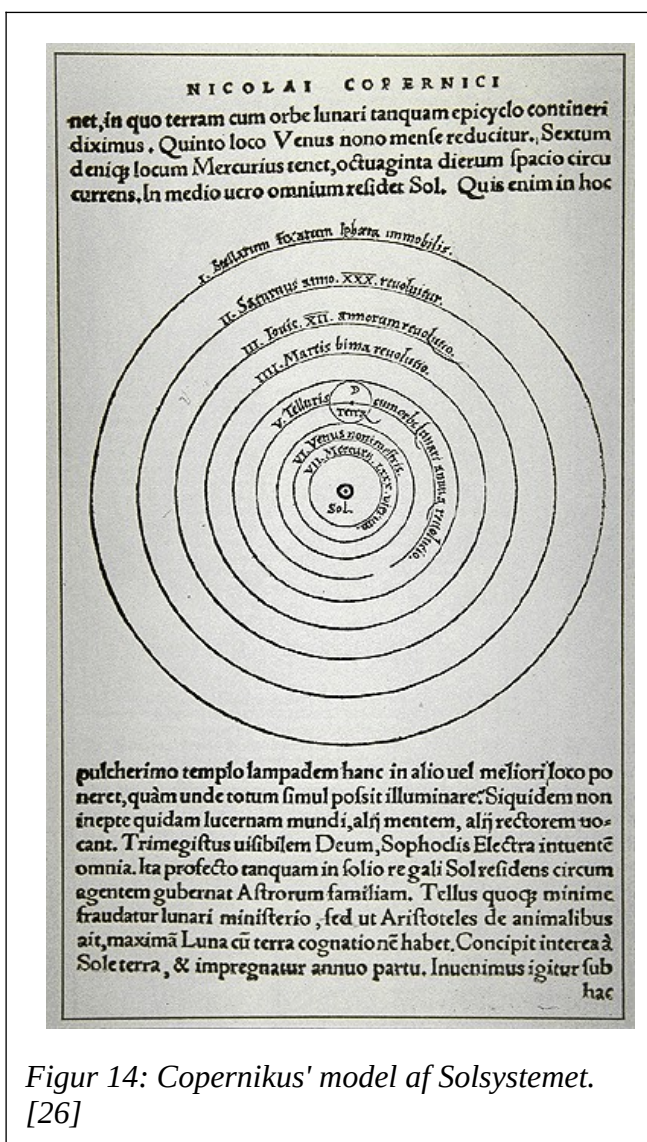 NICOLAI COPERNICI
net, in quo terram cum orbe lunari tanquam epicyclo contineri
diximus. Quinto loco Venus nono menſe reducitur., Sextum
deniqꝫ locum Mercurius tenet, octuaginta dierum ſpacio circu
currens. In medio uero omnium reſidet Sol. Quis enim in hoc
I. Stellarum fixarum ſphæra immobilis.
II. Saturnus anno. XXX. reuoluitur.
III. Iouis. XII. annorum reuolutio.
IIII. Martis bima reuolutio.
V. Telluris cum orbe lunari annua reuolutio.
Terra
VI. Venus nonimeſtris.
VII. Mercurij. LXXX. dierum.
Sol.
pulcherimo templo lampadem hanc in alio uel meliori loco po
neret, quàm unde totum ſimul poſsit illuminare? Siquidem non
inepte quidam lucernam mundi, alij mentem, alij rectorem uo-
cant. Trimegiſtus uiſibilem Deum, Sophoclis Electra intuentē
omnia. Ita profecto tanquam in ſolio regali Sol reſidens circum
agentem gubernat Aſtrorum familiam. Tellus quoqꝫ minime
fraudatur lunari miniſterio, ſed ut Ariſtoteles de animalibus
ait, maximā Luna cū terra cognationē habet. Concipit interea à
Sole terra, & impregnatur annuo partu. Inuenimus igitur ſub
hac
Figur 14: Copernikus' model af Solsystemet.
[26]